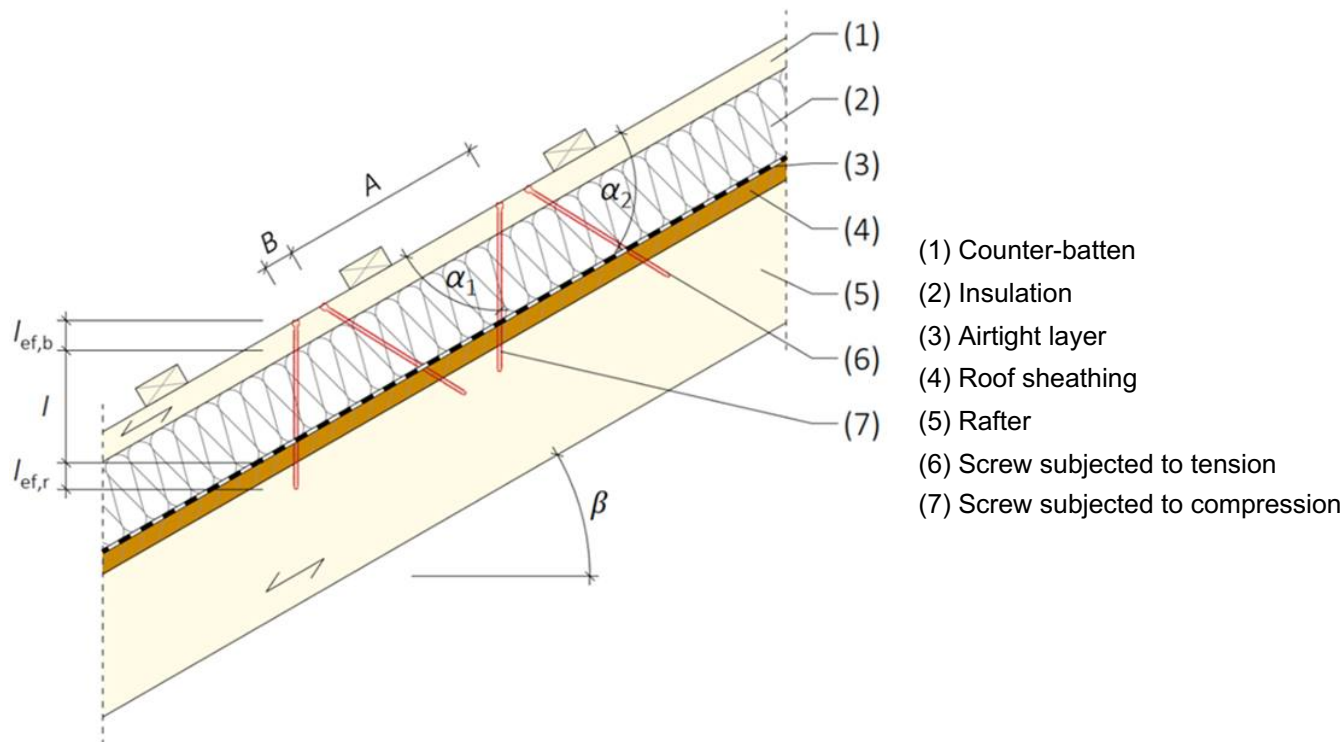 (1)
(2)
(3)
(4)
(5)
(6)
(7)
A
B
α₁
α₂
β
lef,b
l
lef,r
(1) Counter-batten
(2) Insulation
(3) Airtight layer
(4) Roof sheathing
(5) Rafter
(6) Screw subjected to tension
(7) Screw subjected to compression